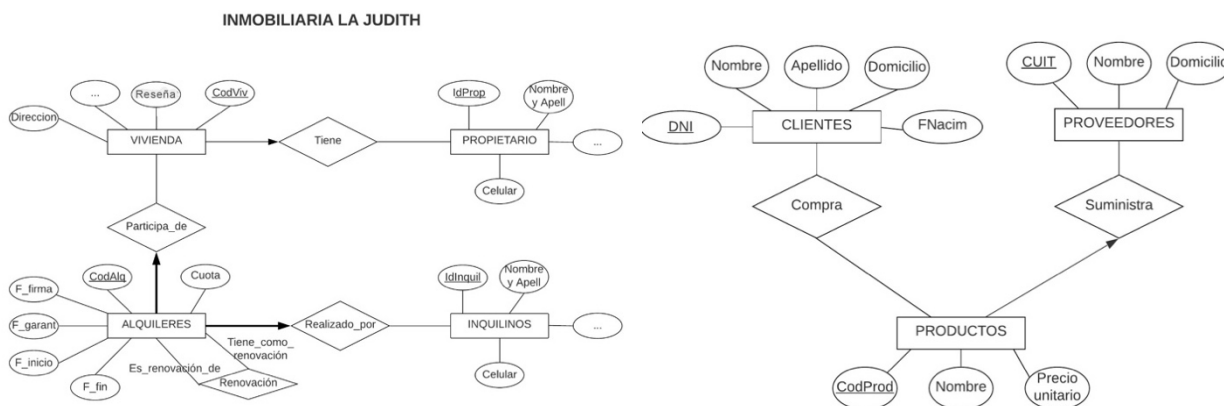 INMOBILIARIA LA JUDITH
...
Reseña
CodViv
Direccion
VIVIENDA
Tiene
IdProp
Nombre
y Apell
PROPIETARIO
...
Celular
Participa_de
F_firma
CodAlq
Cuota
F_garant
ALQUILERES
F_inicio
F_fin
Realizado_por
Tiene_como_
renovación
Es_renovación_de
Renovación
IdInquil
Nombre
y Apell
INQUILINOS
...
Celular
Nombre
Apellido
Domicilio
DNI
CLIENTES
FNacim
Compra
CUIT
Nombre
Domicilio
PROVEEDORES
Suministra
PRODUCTOS
CodProd
Nombre
Precio
unitario